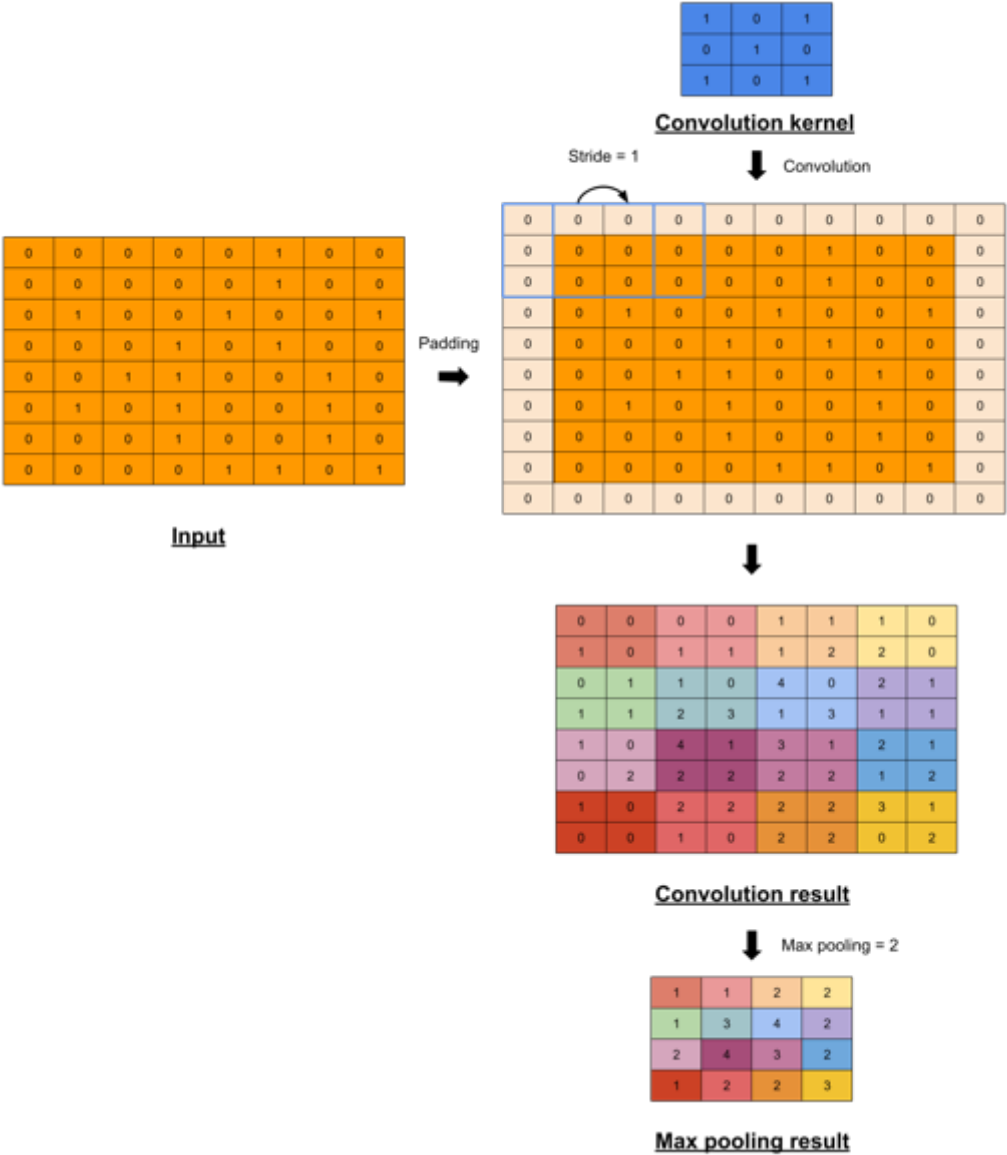 1 0 1
0 1 0
1 0 1
Convolution kernel
Stride = 1
Convolution
0 0 0 0 0 1 0 0
0 0 0 0 0 1 0 0
0 1 0 0 1 0 0 1
0 0 0 1 0 1 0 0
0 0 1 1 0 0 1 0
0 1 0 1 0 0 1 0
0 0 0 1 0 0 1 0
0 0 0 0 1 1 0 1
Input
Padding
0 0 0 0 0 0 0 0 0 0
0 0 0 0 0 0 1 0 0 0
0 0 0 0 0 0 1 0 0 0
0 0 1 0 0 1 0 0 1 0
0 0 0 0 1 0 1 0 0 0
0 0 0 1 1 0 0 1 0 0
0 0 1 0 1 0 0 1 0 0
0 0 0 0 1 0 0 1 0 0
0 0 0 0 0 1 1 0 1 0
0 0 0 0 0 0 0 0 0 0
0 0 0 0 1 1 1 0
1 0 1 1 1 2 2 0
0 1 1 0 4 0 2 1
1 1 2 3 1 3 1 1
1 0 4 1 3 1 2 1
0 2 2 2 2 2 1 2
1 0 2 2 2 2 3 1
0 0 1 0 2 2 0 2
Convolution result
Max pooling = 2
1 1 2 2
1 3 4 2
2 4 3 2
1 2 2 3
Max pooling result